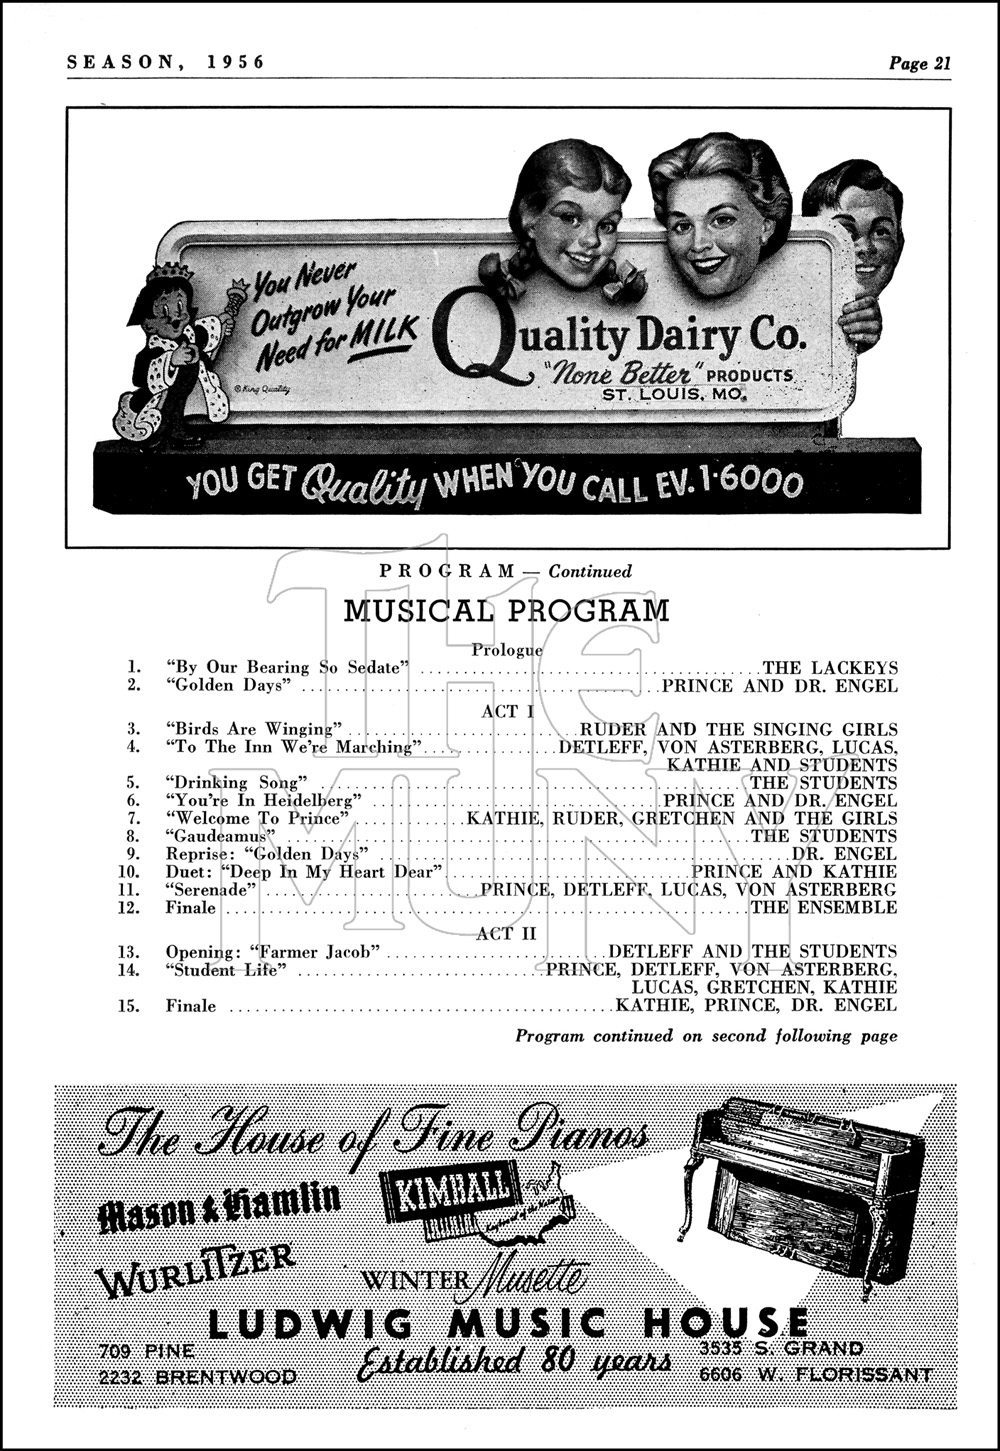 SEASON, 1956 Page 21
You Never
Outgrow Your
Need for MILK
© King Quality
Quality Dairy Co.
"None Better" PRODUCTS
ST. LOUIS, MO.
YOU GET Quality WHEN YOU CALL EV. 1-6000
PROGRAM — Continued
MUSICAL PROGRAM
Prologue
1. “By Our Bearing So Sedate” ........ THE LACKEYS
2. “Golden Days” ........ PRINCE AND DR. ENGEL
ACT I
3. “Birds Are Winging” ........ RUDER AND THE SINGING GIRLS
4. “To The Inn We're Marching” ........ DETLEFF, VON ASTERBERG, LUCAS,
KATHIE AND STUDENTS
5. “Drinking Song” ........ THE STUDENTS
6. “You're In Heidelberg” ........ PRINCE AND DR. ENGEL
7. “Welcome To Prince” ........ KATHIE, RUDER, GRETCHEN AND THE GIRLS
8. “Gaudeamus” ........ THE STUDENTS
9. Reprise: “Golden Days” ........ DR. ENGEL
10. Duet: “Deep In My Heart Dear” ........ PRINCE AND KATHIE
11. “Serenade” ........ PRINCE, DETLEFF, LUCAS, VON ASTERBERG
12. Finale ........ THE ENSEMBLE
ACT II
13. Opening: “Farmer Jacob” ........ DETLEFF AND THE STUDENTS
14. “Student Life” ........ PRINCE, DETLEFF, VON ASTERBERG,
LUCAS, GRETCHEN, KATHIE
15. Finale ........ KATHIE, PRINCE, DR. ENGEL
Program continued on second following page
THE
MUNY
The House of Fine Pianos
Mason & Hamlin
KIMBALL
WURLITZER
WINTER Musette
LUDWIG MUSIC HOUSE
709 PINE
2232 BRENTWOOD
Established 80 years
3535 S. GRAND
6606 W. FLORISSANT